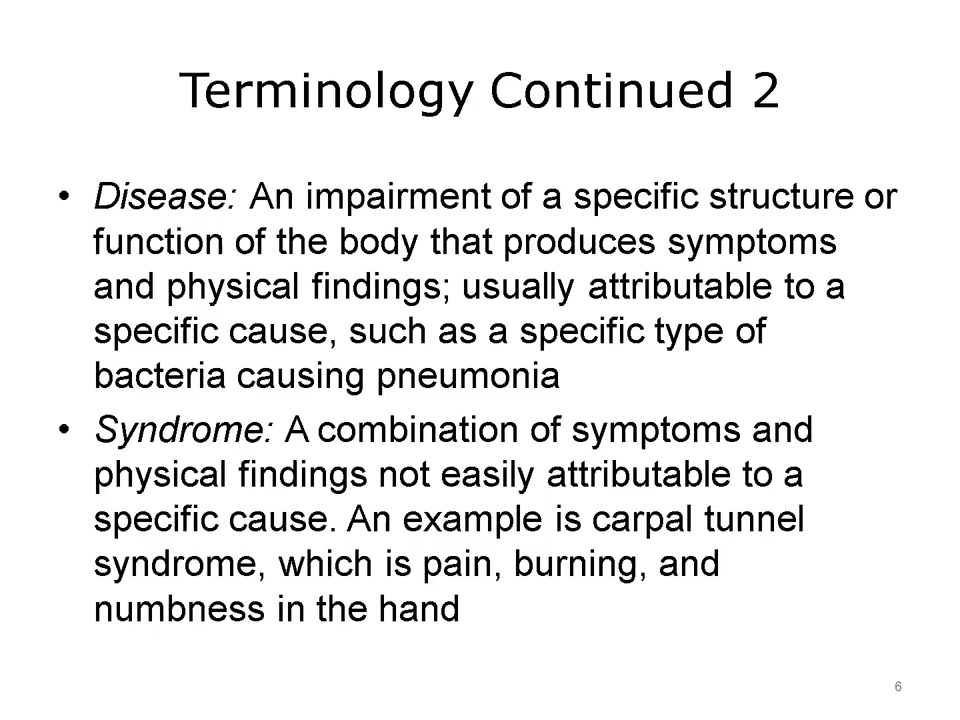 Terminology Continued 2
• Disease: An impairment of a specific structure or
function of the body that produces symptoms
and physical findings; usually attributable to a
specific cause, such as a specific type of
bacteria causing pneumonia
• Syndrome: A combination of symptoms and
physical findings not easily attributable to a
specific cause. An example is carpal tunnel
syndrome, which is pain, burning, and
numbness in the hand
6